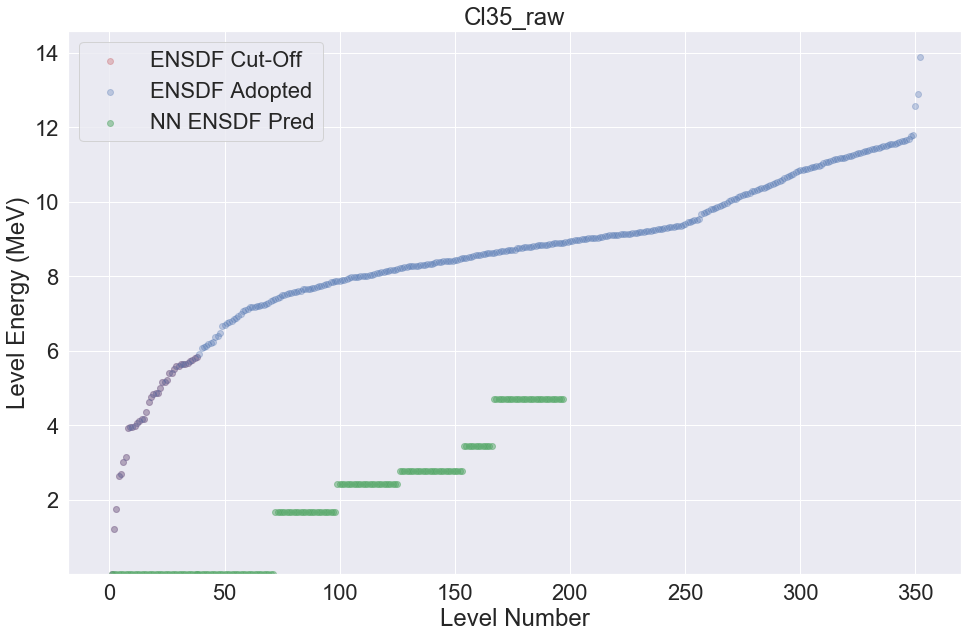 Cl35_raw
ENSDF Cut-Off
ENSDF Adopted
NN ENSDF Pred
Level Energy (MeV)
14
12
10
8
6
4
2
0 50 100 150 200 250 300 350
Level Number